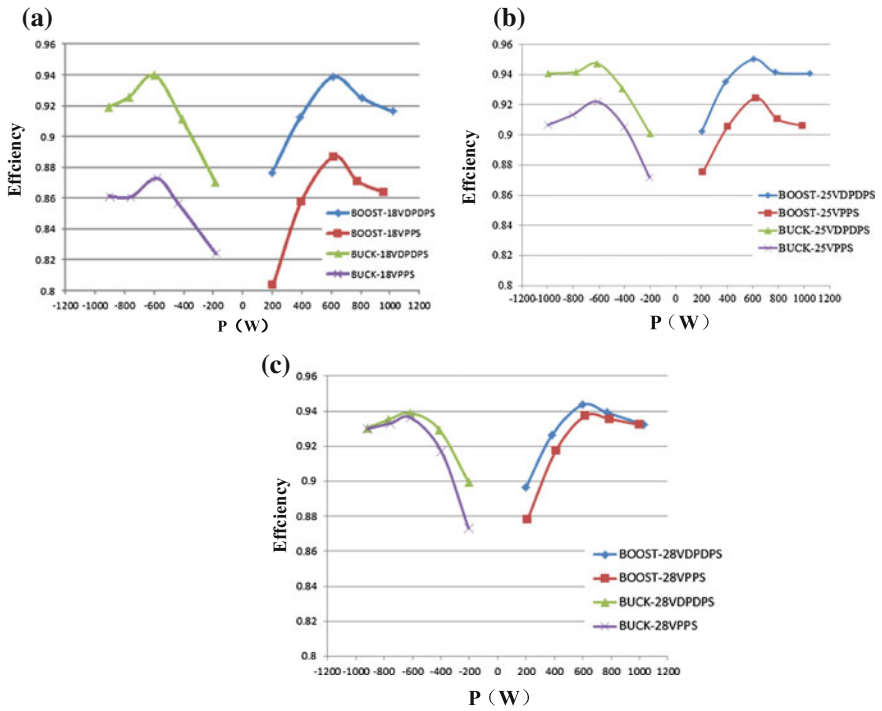 (a)
0.96
0.94
0.92
0.9
0.88
0.86
0.84
0.82
0.8
Effciency
-1200 -1000 -800 -600 -400 -200 0 200 400 600 800 1000 1200
P（W）
BOOST-18VDPDPS
BOOST-18VPPS
BUCK-18VDPDPS
BUCK-18VPPS
(b)
0.96
0.94
0.92
0.9
0.88
0.86
0.84
0.82
0.8
Effciency
-1200 -1000 -800 -600 -400 -200 0 200 400 600 800 1000 1200
P（W）
BOOST-25VDPDPS
BOOST-25VPPS
BUCK-25VDPDPS
BUCK-25VPPS
(c)
0.96
0.94
0.92
0.9
0.88
0.86
0.84
0.82
0.8
Effciency
-1200 -1000 -800 -600 -400 -200 0 200 400 600 800 1000 1200
P（W）
BOOST-28VDPDPS
BOOST-28VPPS
BUCK-28VDPDPS
BUCK-28VPPS